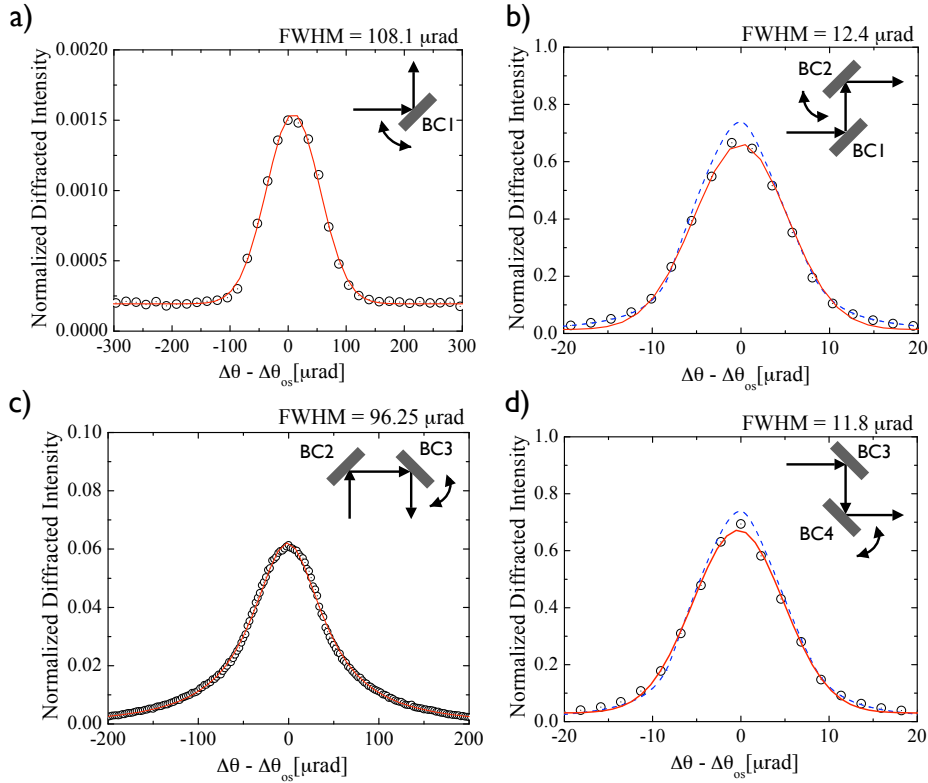 a)
FWHM = 108.1 μrad
Normalized Diffracted Intensity
0.0020
0.0015
0.0010
0.0005
0.0000
BC1
-300 -200 -100 0 100 200 300
Δθ - Δθos[μrad]
b)
FWHM = 12.4 μrad
Normalized Diffracted Intensity
1.0
0.8
0.6
0.4
0.2
0.0
BC2
BC1
-20 -10 0 10 20
Δθ - Δθos[μrad]
c)
FWHM = 96.25 μrad
Normalized Diffracted Intensity
0.10
0.08
0.06
0.04
0.02
0.00
BC2 BC3
-200 -100 0 100 200
Δθ - Δθos[μrad]
d)
FWHM = 11.8 μrad
Normalized Diffracted Intensity
1.0
0.8
0.6
0.4
0.2
0.0
BC3
BC4
-20 -10 0 10 20
Δθ - Δθos[μrad]